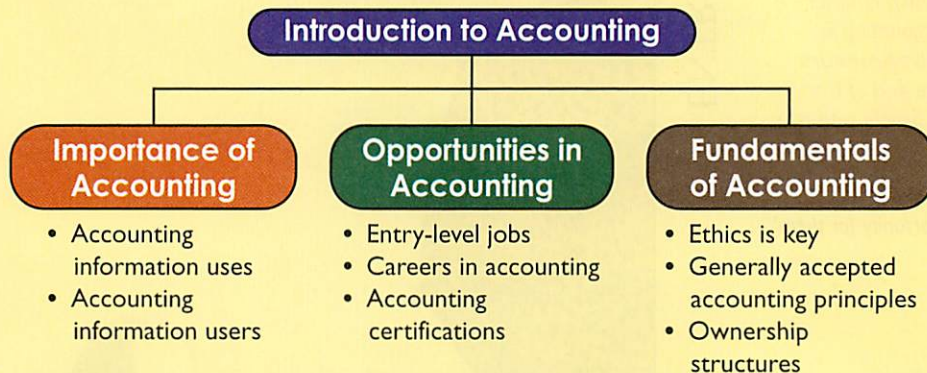 Introduction to Accounting
Importance of
Accounting
• Accounting
information uses
• Accounting
information users
Opportunities in
Accounting
• Entry-level jobs
• Careers in accounting
• Accounting
certifications
Fundamentals
of Accounting
• Ethics is key
• Generally accepted
accounting principles
• Ownership
structures